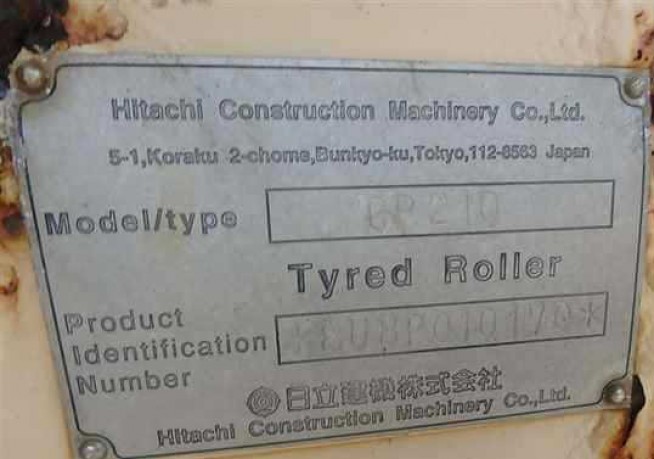 Hitachi Construction Machinery Co.,Ltd.
5-1,Koraku 2-chome,Bunkyo-ku,Tokyo,112-8563 Japan
Model/type
Tyred Roller
Product
Identification
Number
日立建機株式会社
Hitachi Construction Machinery Co.,Ltd.